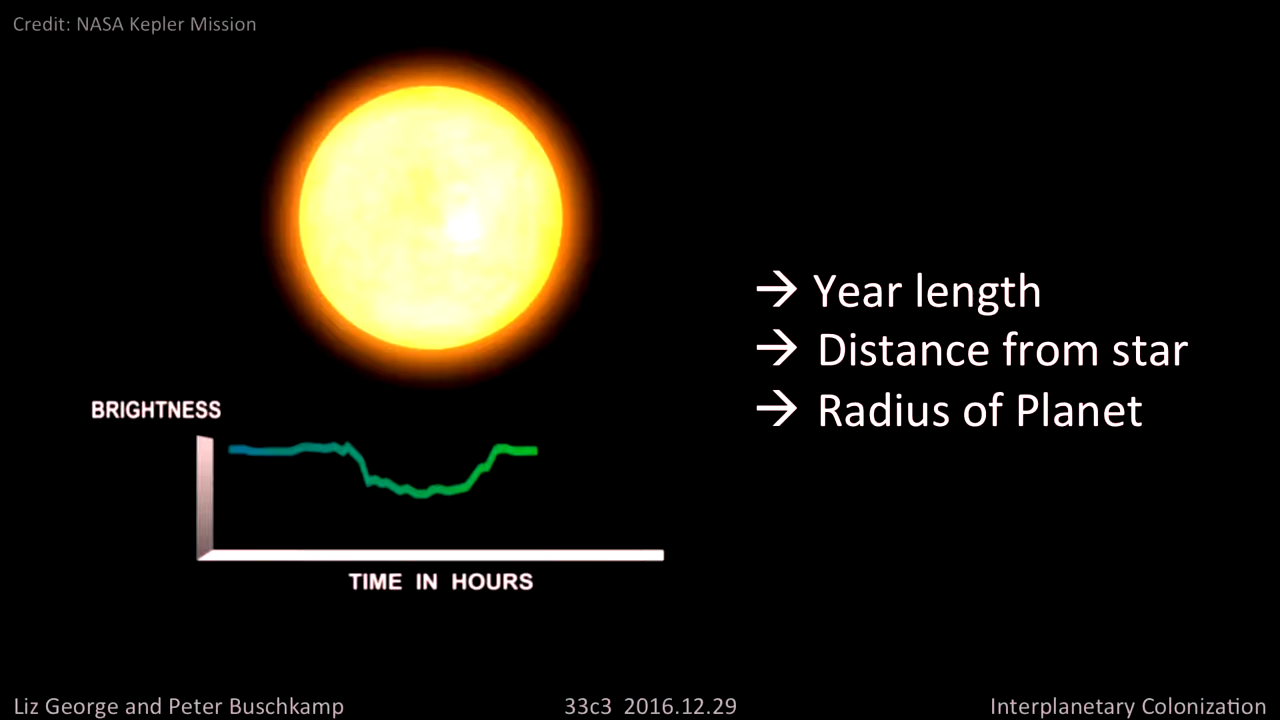 Credit: NASA Kepler Mission
→ Year length
→ Distance from star
→ Radius of Planet
BRIGHTNESS
TIME IN HOURS
Liz George and Peter Buschkamp
33c3 2016.12.29
Interplanetary Colonization